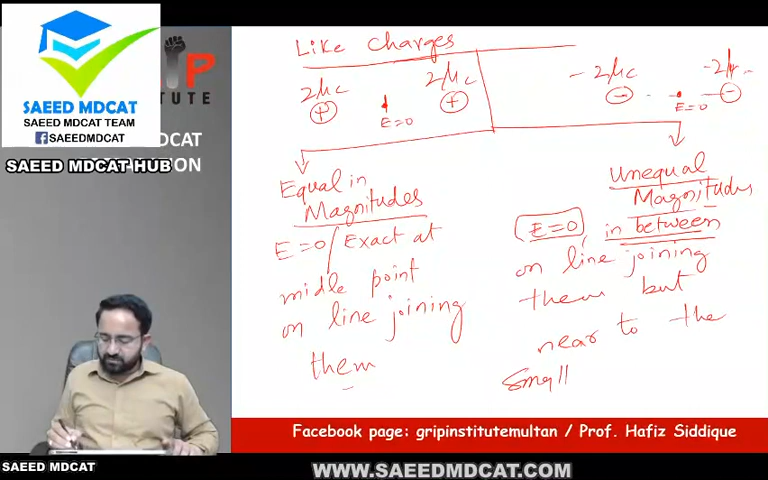 SAEED MDCAT
SAEED MDCAT TEAM
SAEEDMDCAT
SAEED MDCAT HUB
Like charges
2μc
2μc
+
+
E=0
-2μc
E=0
Equal in
Magnitudes
E=0 / Exact at
midle point
on line joining
them
Unequal
Magnitudes
E=0, in between
on line joining
them but
near to the
small
Facebook page: gripinstitutemultan / Prof. Hafiz Siddique
SAEED MDCAT
WWW.SAEEDMDCAT.COM